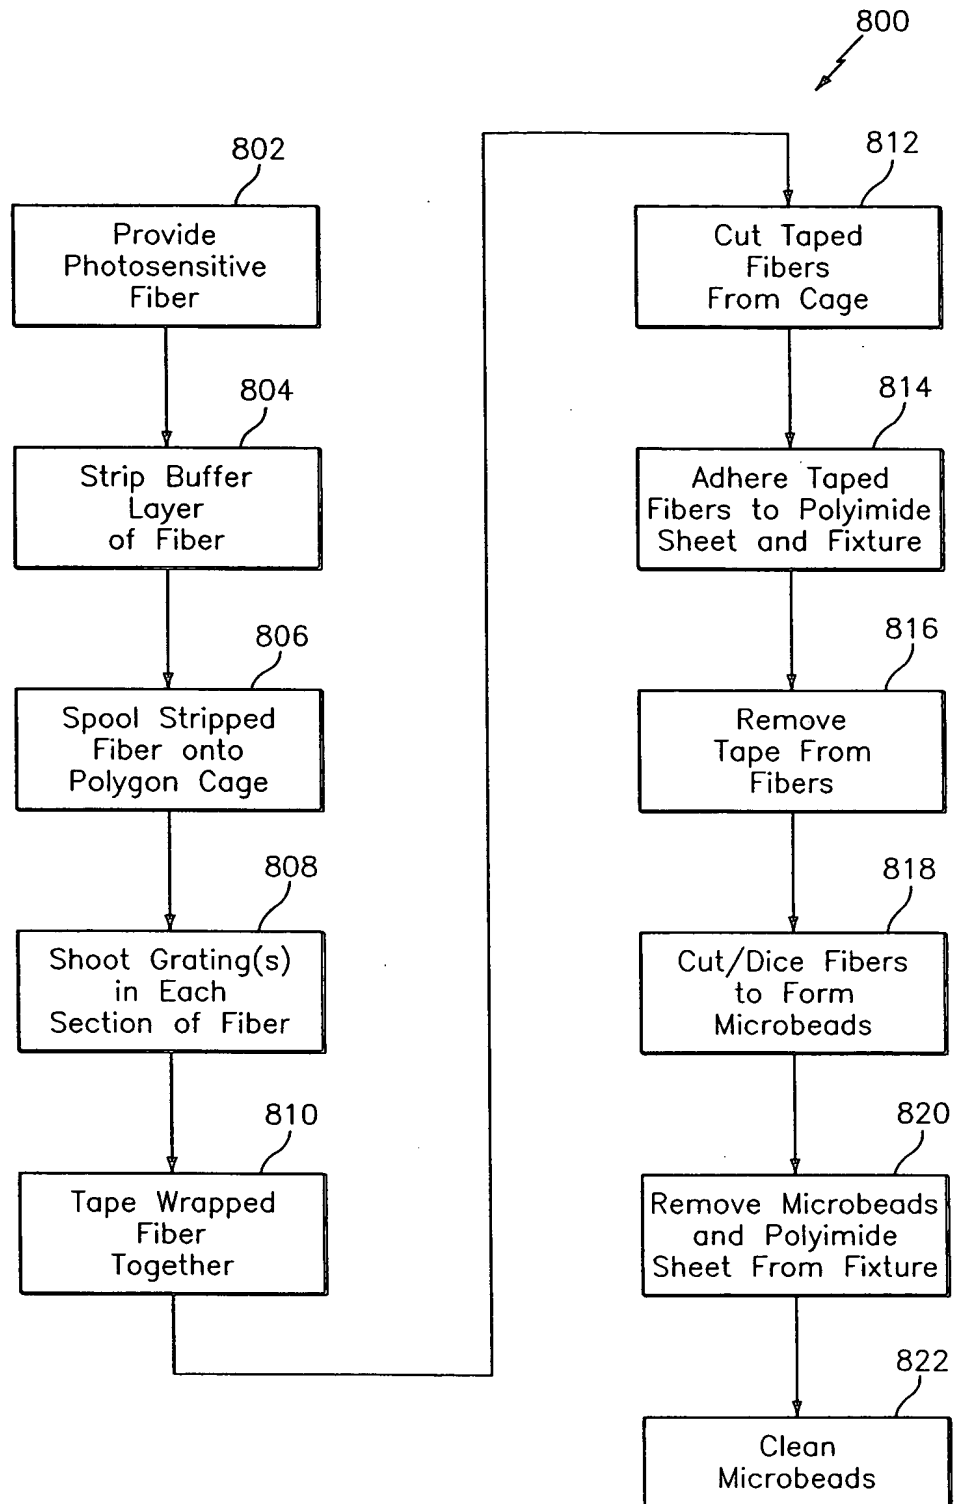 800
802
Provide
Photosensitive
Fiber
804
Strip Buffer
Layer
of Fiber
806
Spool Stripped
Fiber onto
Polygon Cage
808
Shoot Grating(s)
in Each
Section of Fiber
810
Tape Wrapped
Fiber
Together
812
Cut Taped
Fibers
From Cage
814
Adhere Taped
Fibers to Polyimide
Sheet and Fixture
816
Remove
Tape From
Fibers
818
Cut/Dice Fibers
to Form
Microbeads
820
Remove Microbeads
and Polyimide
Sheet From Fixture
822
Clean
Microbeads